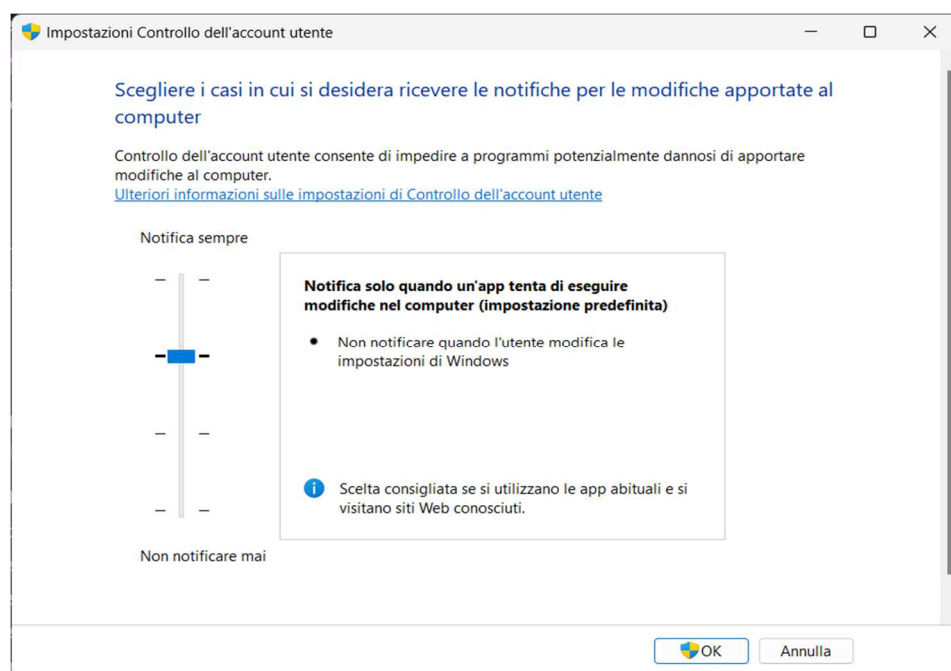 Impostazioni Controllo dell'account utente
Scegliere i casi in cui si desidera ricevere le notifiche per le modifiche apportate al
computer
Controllo dell'account utente consente di impedire a programmi potenzialmente dannosi di apportare
modifiche al computer.
Ulteriori informazioni sulle impostazioni di Controllo dell'account utente
Notifica sempre
Notifica solo quando un'app tenta di eseguire
modifiche nel computer (impostazione predefinita)
• Non notificare quando l'utente modifica le
impostazioni di Windows
Scelta consigliata se si utilizzano le app abituali e si
visitano siti Web conosciuti.
Non notificare mai
OK Annulla